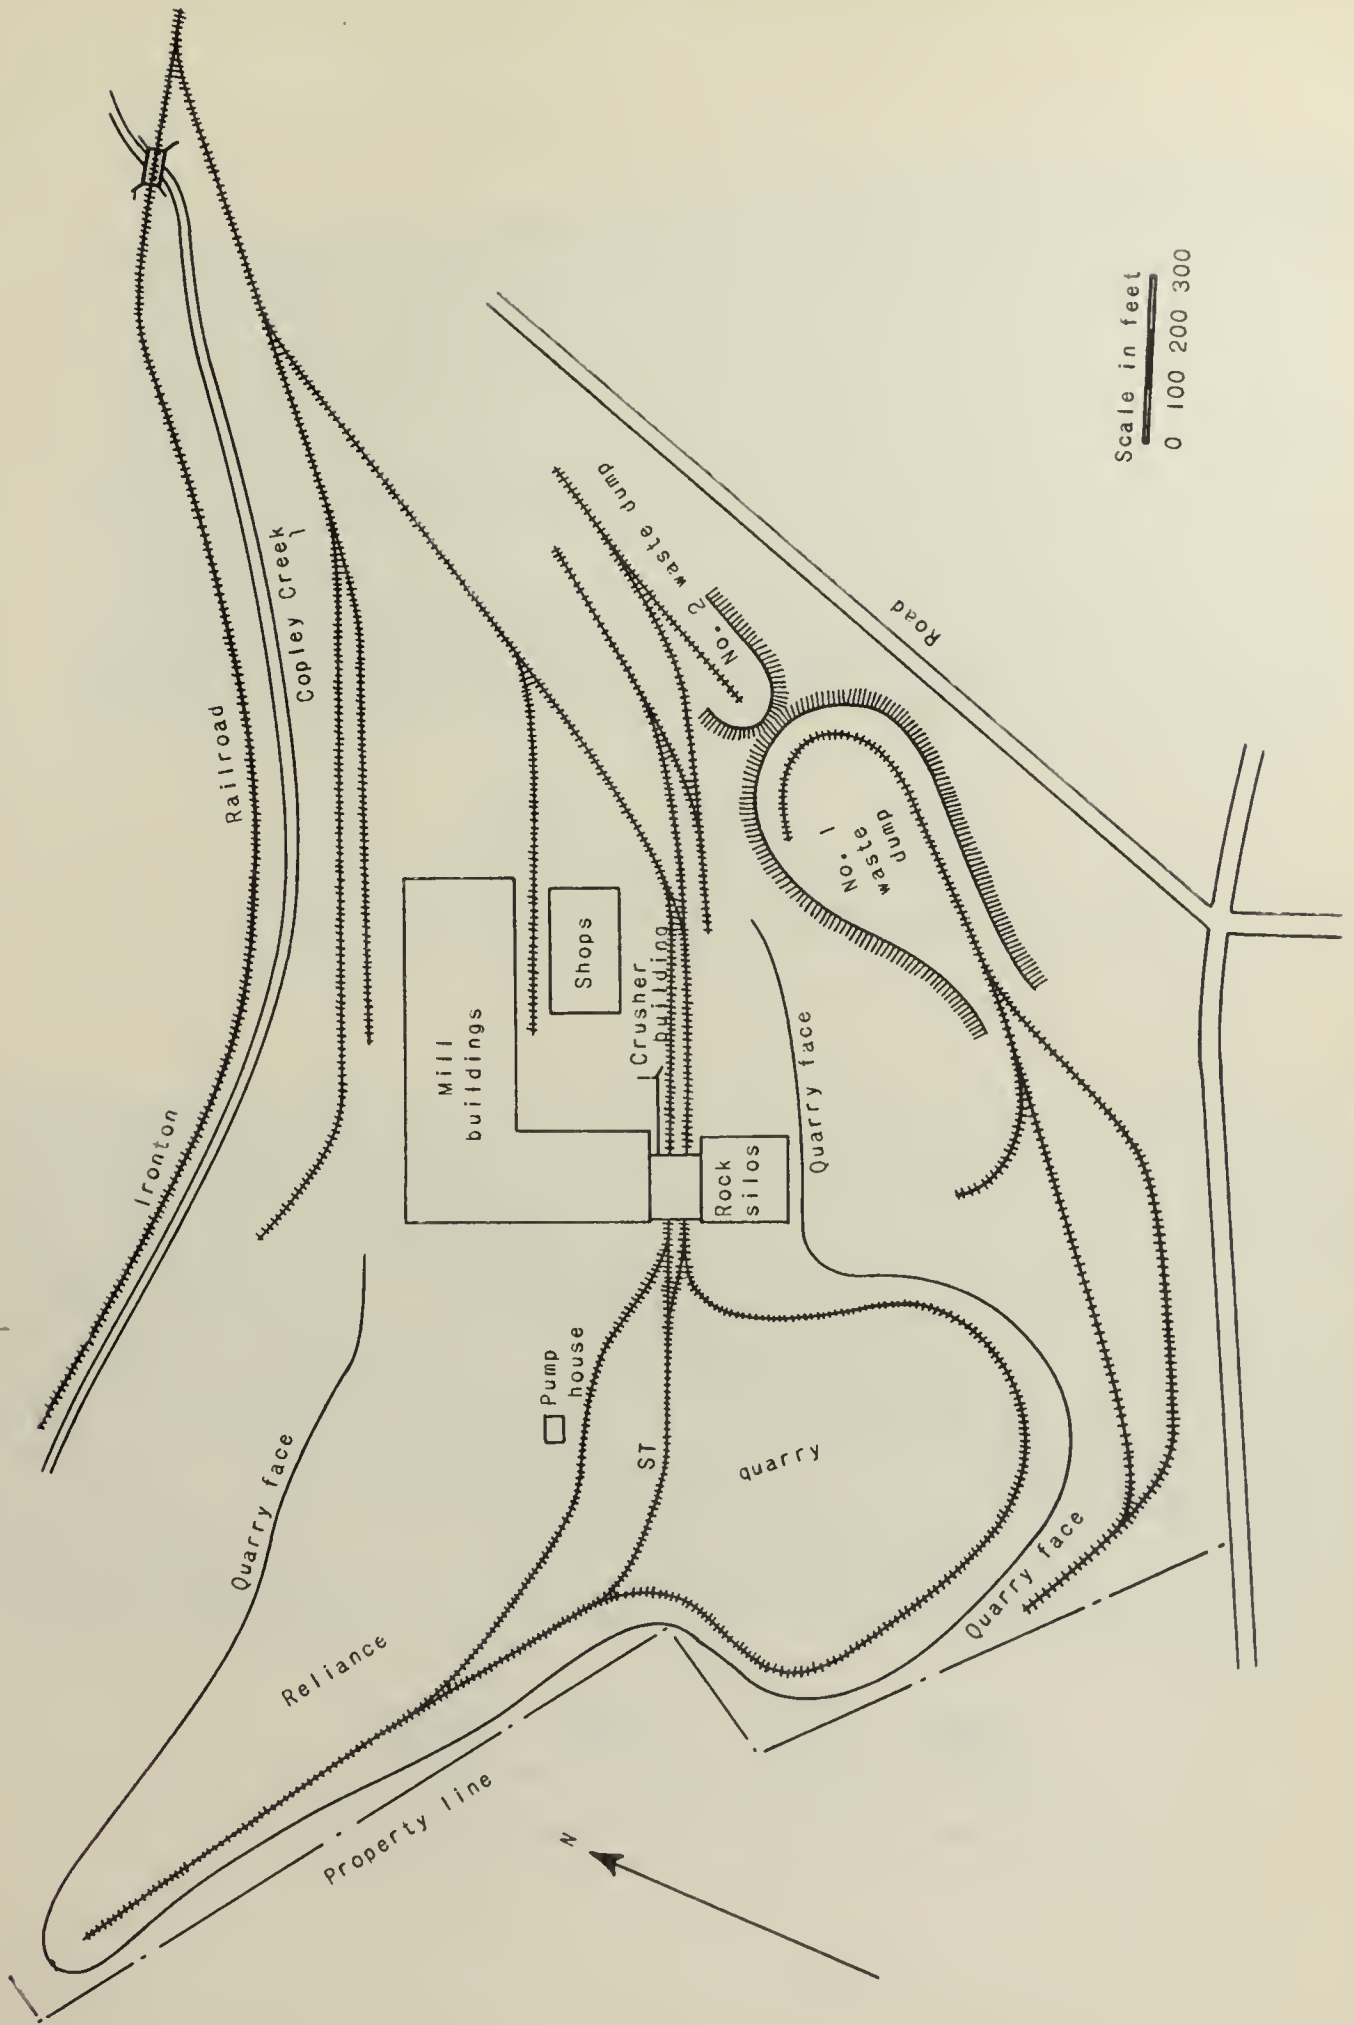 Ironton
Railroad
Copley Creek
Mill
buildings
Shops
Crusher
building
Rock
silos
Pump
house
ST
quarry
Reliance
Quarry face
Quarry face
Quarry face
Property line
No. 2 waste dump
No. 1
waste
dump
Road
Scale in feet
0 100 200 300
N